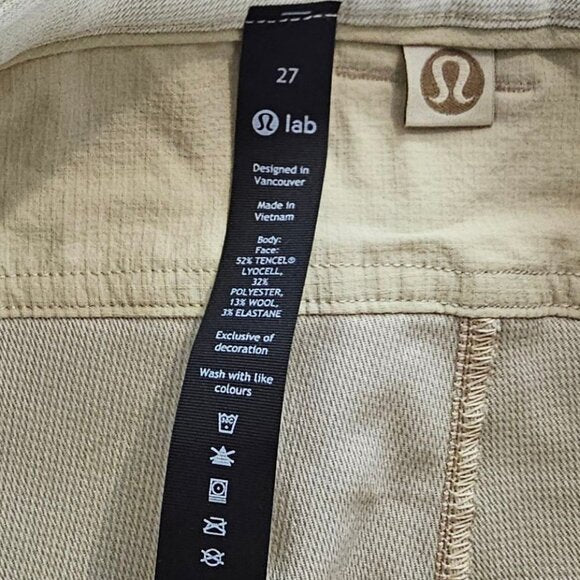 27
lab
Designed in
Vancouver
Made in
Vietnam
Body:
Face:
52% TENCEL®
LYOCELL,
32%
POLYESTER,
13% WOOL,
3% ELASTANE
Exclusive of
decoration
Wash with like
colours